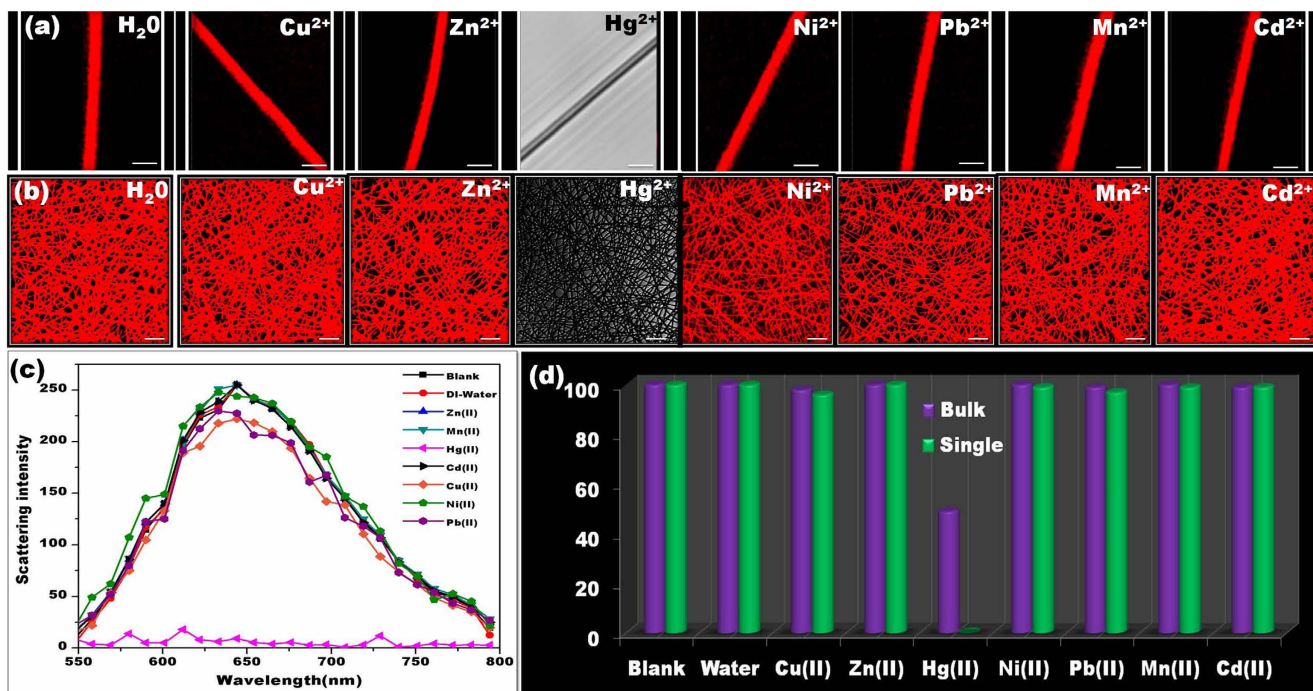 (a) H₂0 Cu²⁺ Zn²⁺ Hg²⁺ Ni²⁺ Pb²⁺ Mn²⁺ Cd²⁺
(b) H₂0 Cu²⁺ Zn²⁺ Hg²⁺ Ni²⁺ Pb²⁺ Mn²⁺ Cd²⁺
(c)
Scattering intensity
250
200
150
100
50
0
550 600 650 700 750 800
Wavelength(nm)
Blank
DI-Water
Zn(II)
Mn(II)
Hg(II)
Cd(II)
Cu(II)
Ni(II)
Pb(II)
(d)
100
80
60
40
20
0
Bulk
Single
Blank Water Cu(II) Zn(II) Hg(II) Ni(II) Pb(II) Mn(II) Cd(II)